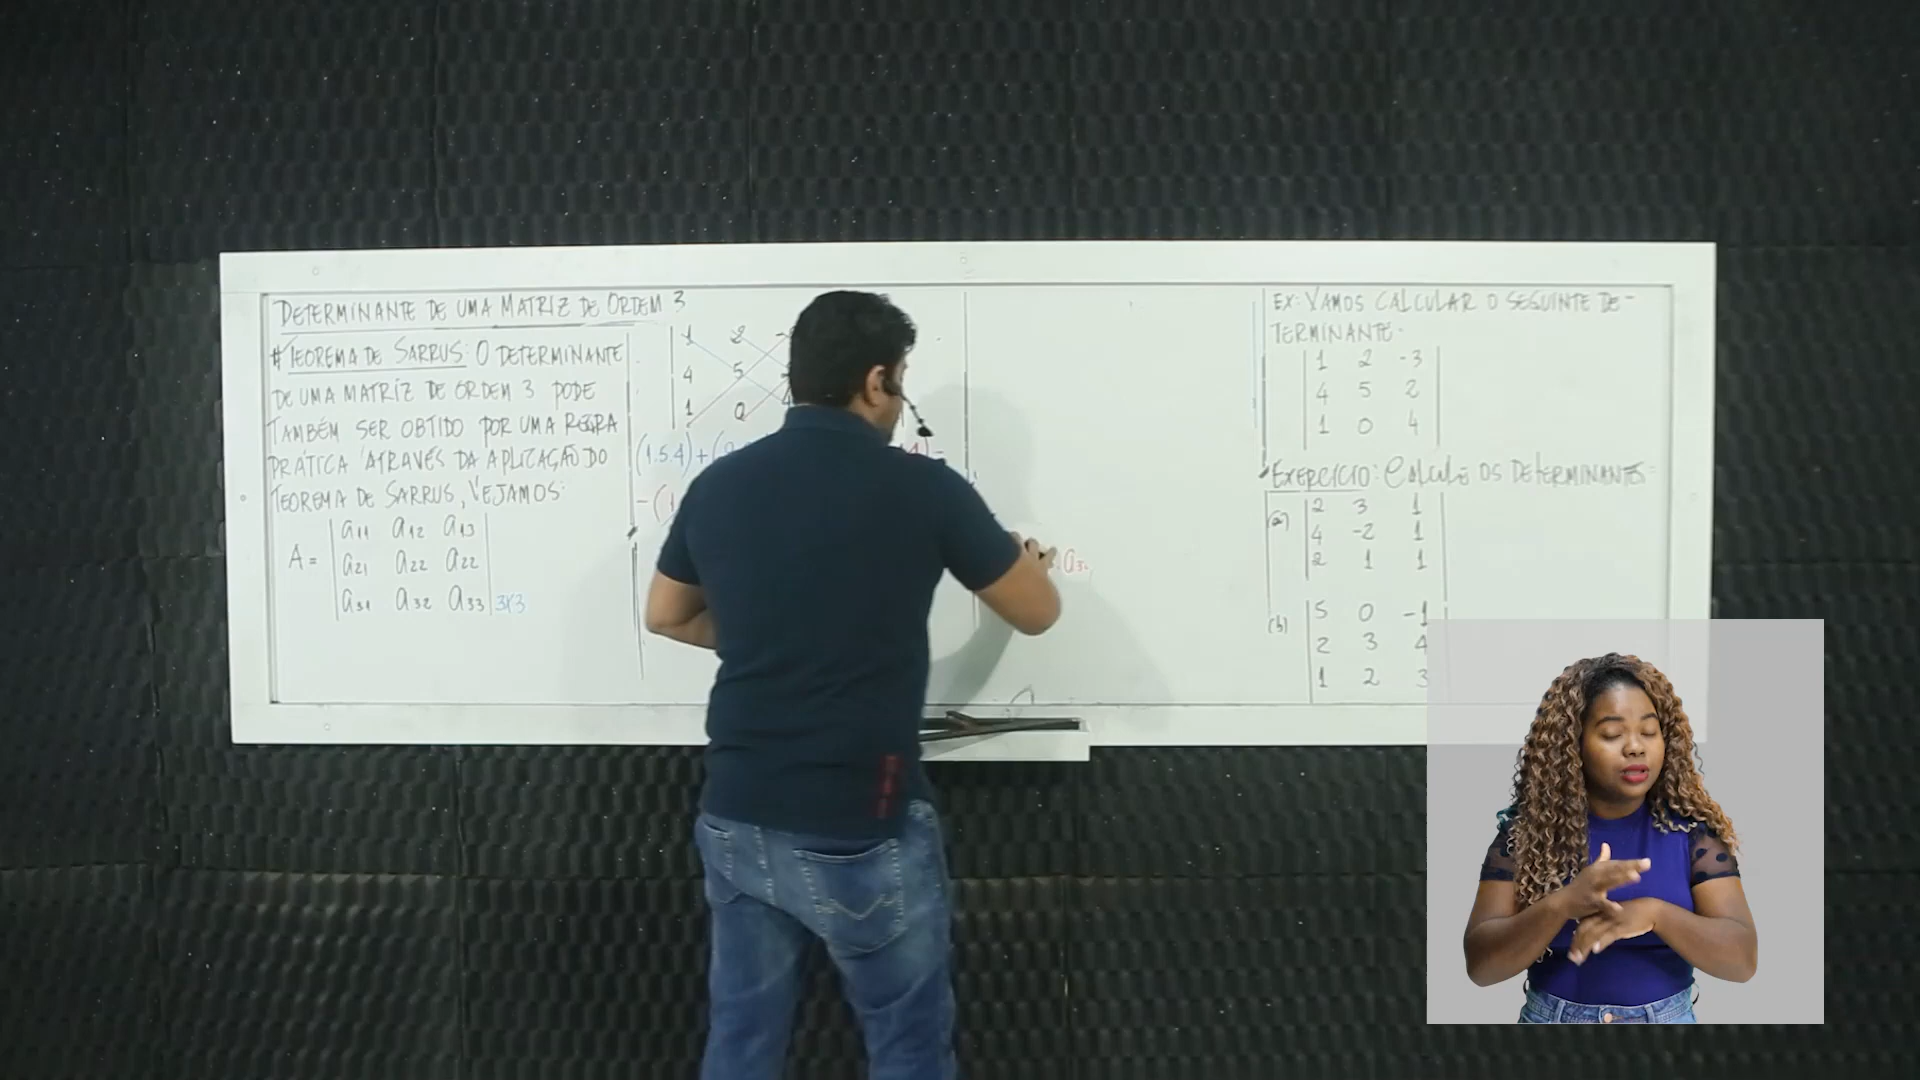 DETERMINANTE DE UMA MATRIZ DE ORDEM 3
# TEOREMA DE SARRUS: O DETERMINANTE
DE UMA MATRIZ DE ORDEM 3 PODE
TAMBÉM SER OBTIDO POR UMA REGRA
PRÁTICA ATRAVÉS DA APLICAÇÃO DO
TEOREMA DE SARRUS, VEJAMOS:
a11 a12 a13
A = a21 a22 a22
a31 a32 a33 3x3
1 2
4 5
1 0 4
(1.5.4)+(
-(1
.a32
EX: VAMOS CALCULAR O SEGUINTE DE-
TERMINANTE.
1 2 -3
4 5 2
1 0 4
EXERCÍCIO: CALCULE OS DETERMINANTES:
(a) 2 3 1
4 -2 1
2 1 1
(b) 5 0 -1
2 3 4
1 2 3